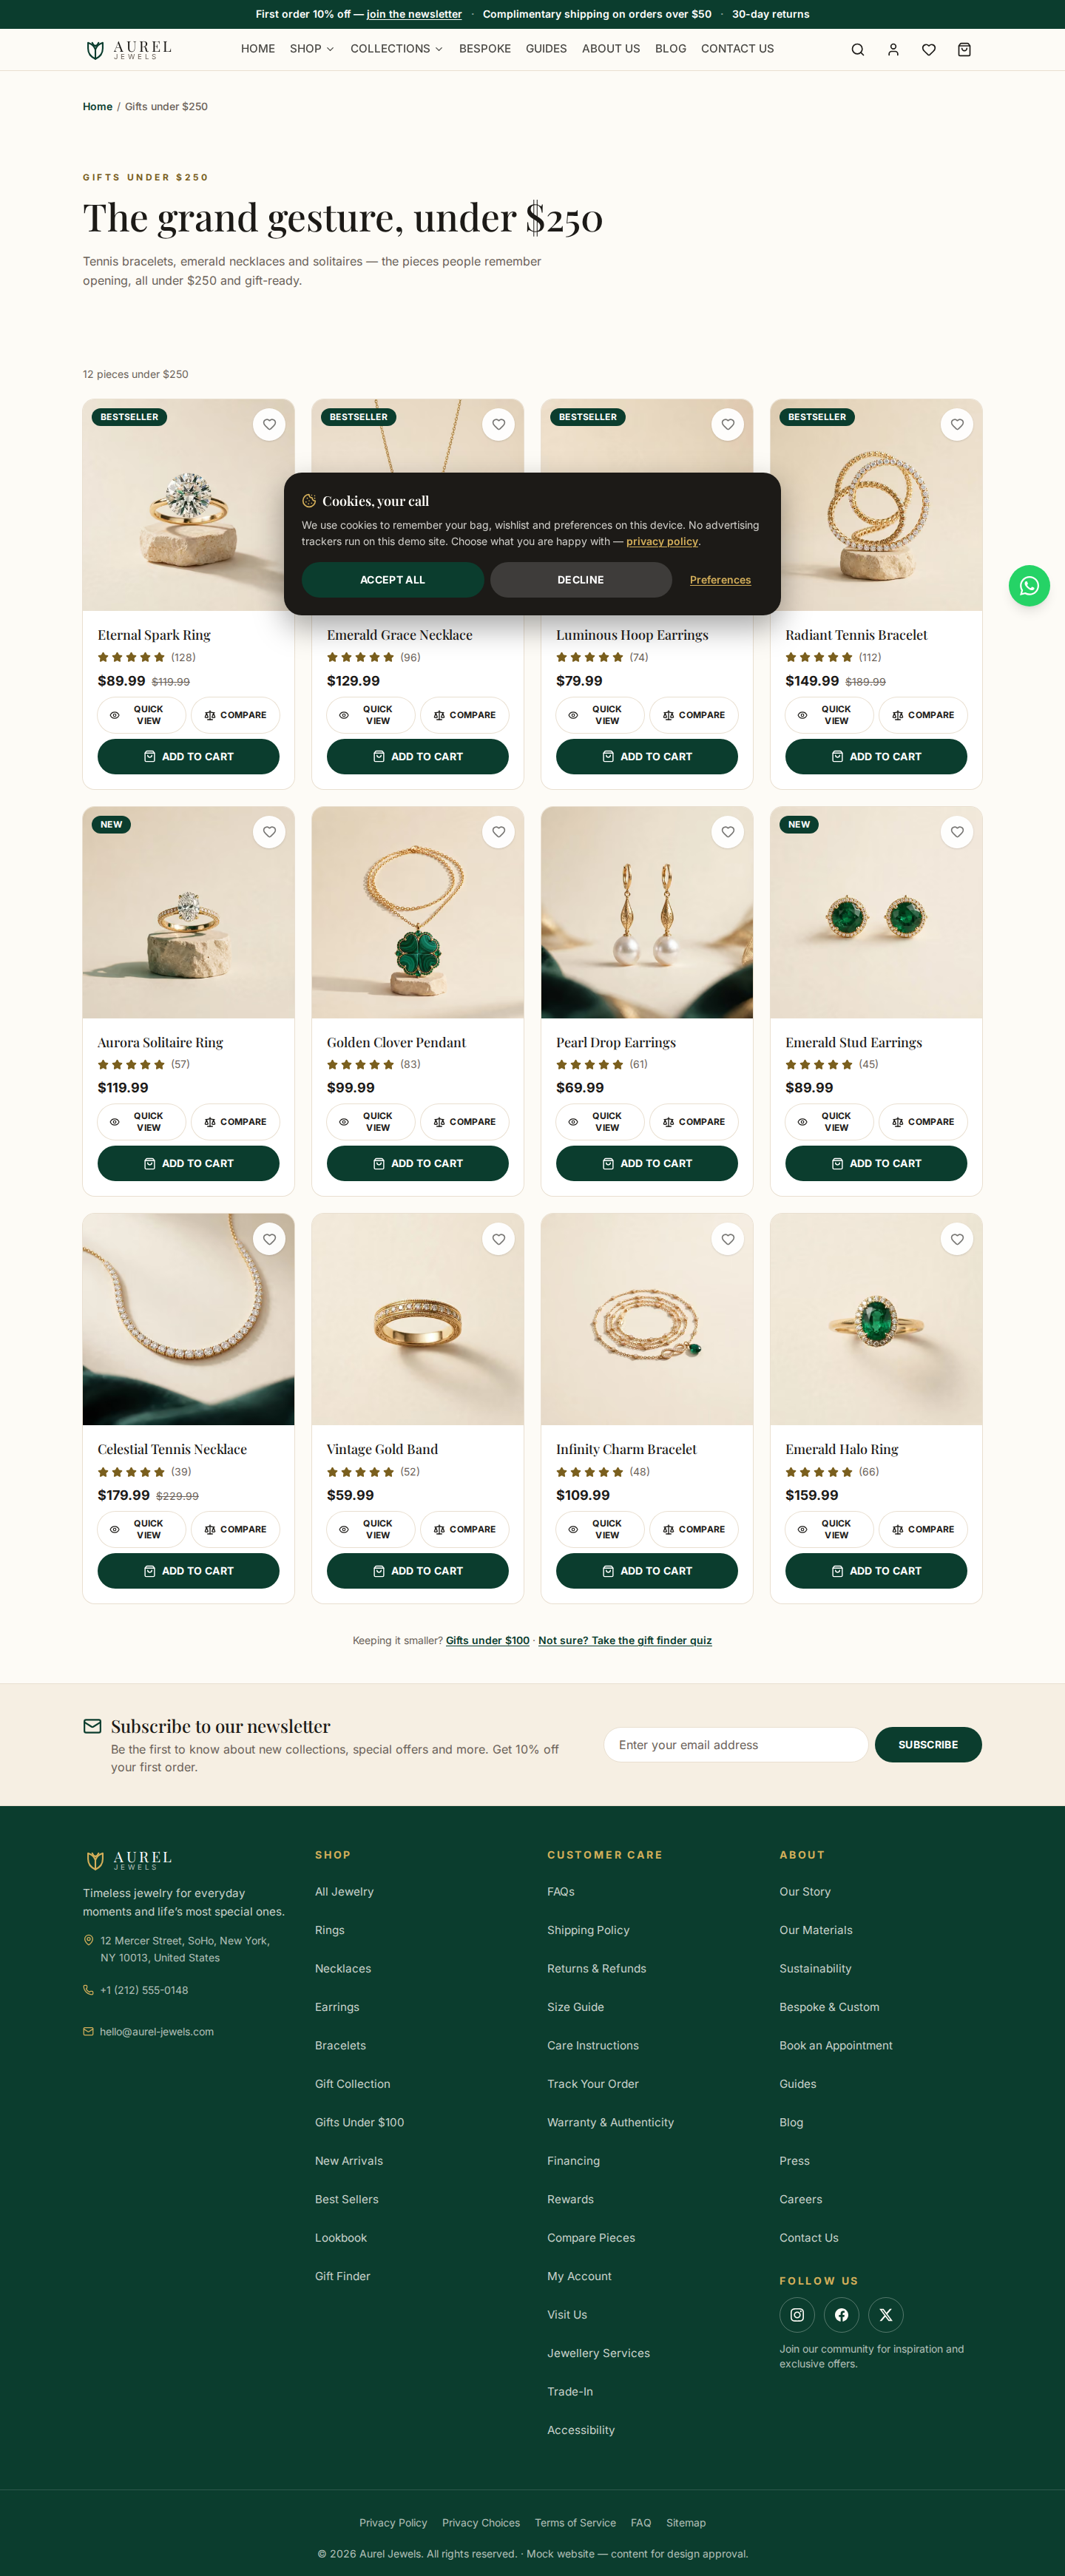 First order 10% off — join the newsletter · Complimentary shipping on orders over $50 · 30-day returns
AUREL
JEWELS
HOME SHOP COLLECTIONS BESPOKE GUIDES ABOUT US BLOG CONTACT US
Home / Gifts under $250
GIFTS UNDER $250
The grand gesture, under $250
Tennis bracelets, emerald necklaces and solitaires — the pieces people remember
opening, all under $250 and gift-ready.
12 pieces under $250
BESTSELLER BESTSELLER BESTSELLER BESTSELLER
Cookies, your call
We use cookies to remember your bag, wishlist and preferences on this device. No advertising
trackers run on this demo site. Choose what you are happy with — privacy policy.
ACCEPT ALL DECLINE Preferences
Eternal Spark Ring Emerald Grace Necklace Luminous Hoop Earrings Radiant Tennis Bracelet
(128) (96) (74) (112)
$89.99 $119.99 $129.99 $79.99 $149.99 $189.99
QUICK VIEW COMPARE QUICK VIEW COMPARE QUICK VIEW COMPARE QUICK VIEW COMPARE
ADD TO CART ADD TO CART ADD TO CART ADD TO CART
NEW NEW
Aurora Solitaire Ring Golden Clover Pendant Pearl Drop Earrings Emerald Stud Earrings
(57) (83) (61) (45)
$119.99 $99.99 $69.99 $89.99
QUICK VIEW COMPARE QUICK VIEW COMPARE QUICK VIEW COMPARE QUICK VIEW COMPARE
ADD TO CART ADD TO CART ADD TO CART ADD TO CART
Celestial Tennis Necklace Vintage Gold Band Infinity Charm Bracelet Emerald Halo Ring
(39) (52) (48) (66)
$179.99 $229.99 $59.99 $109.99 $159.99
QUICK VIEW COMPARE QUICK VIEW COMPARE QUICK VIEW COMPARE QUICK VIEW COMPARE
ADD TO CART ADD TO CART ADD TO CART ADD TO CART
Keeping it smaller? Gifts under $100 · Not sure? Take the gift finder quiz
Subscribe to our newsletter
Be the first to know about new collections, special offers and more. Get 10% off
your first order.
Enter your email address SUBSCRIBE
AUREL
JEWELS
Timeless jewelry for everyday
moments and life's most special ones.
12 Mercer Street, SoHo, New York,
NY 10013, United States
+1 (212) 555-0148
hello@aurel-jewels.com
SHOP
All Jewelry
Rings
Necklaces
Earrings
Bracelets
Gift Collection
Gifts Under $100
New Arrivals
Best Sellers
Lookbook
Gift Finder
CUSTOMER CARE
FAQs
Shipping Policy
Returns & Refunds
Size Guide
Care Instructions
Track Your Order
Warranty & Authenticity
Financing
Rewards
Compare Pieces
My Account
Visit Us
Jewellery Services
Trade-In
Accessibility
ABOUT
Our Story
Our Materials
Sustainability
Bespoke & Custom
Book an Appointment
Guides
Blog
Press
Careers
Contact Us
FOLLOW US
Join our community for inspiration and
exclusive offers.
Privacy Policy Privacy Choices Terms of Service FAQ Sitemap
© 2026 Aurel Jewels. All rights reserved. · Mock website — content for design approval.